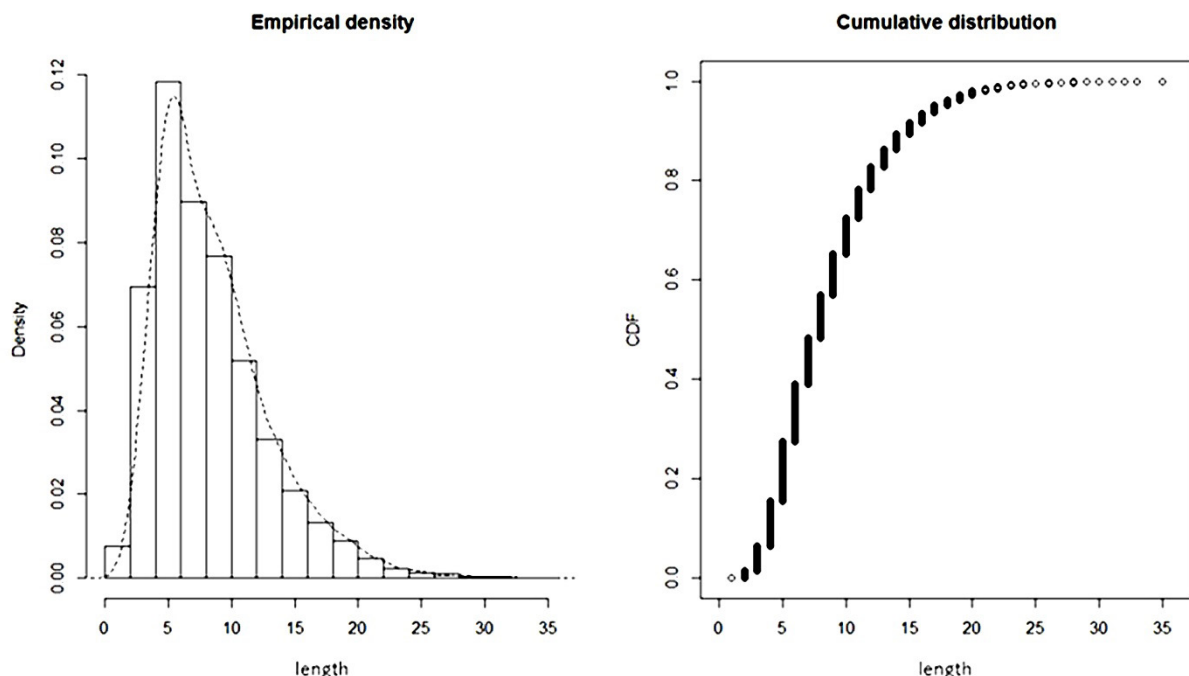 Empirical density
Density
0.00
0.02
0.04
0.06
0.08
0.10
0.12
0 5 10 15 20 25 30 35
length
Cumulative distribution
CDF
0.0
0.2
0.4
0.6
0.8
1.0
0 5 10 15 20 25 30 35
length